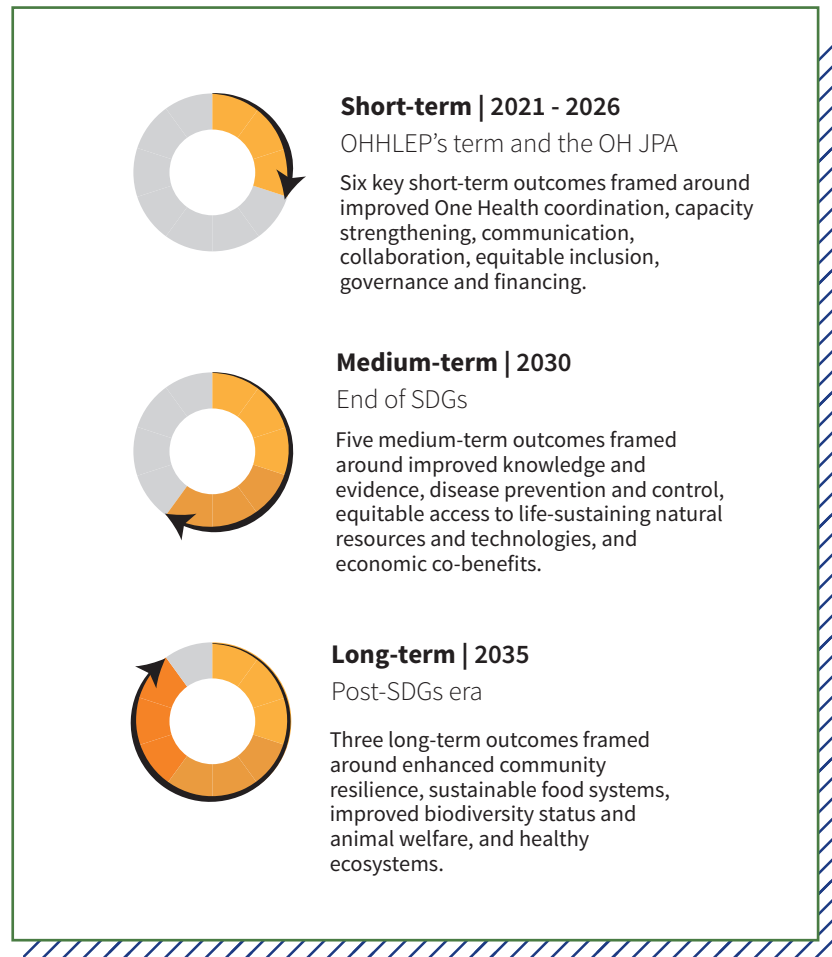 Short-term | 2021 - 2026
OHHLEP’s term and the OH JPA
Six key short-term outcomes framed around
improved One Health coordination, capacity
strengthening, communication,
collaboration, equitable inclusion,
governance and financing.
Medium-term | 2030
End of SDGs
Five medium-term outcomes framed
around improved knowledge and
evidence, disease prevention and control,
equitable access to life-sustaining natural
resources and technologies, and
economic co-benefits.
Long-term | 2035
Post-SDGs era
Three long-term outcomes framed
around enhanced community
resilience, sustainable food systems,
improved biodiversity status and
animal welfare, and healthy
ecosystems.